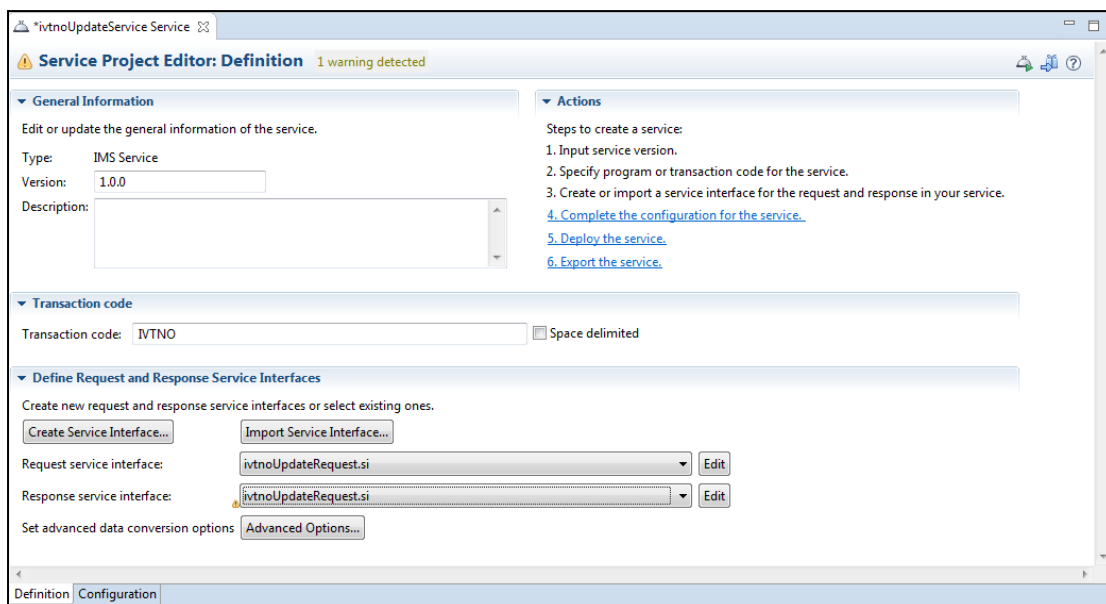 *ivtnoUpdateService Service
Service Project Editor: Definition 1 warning detected
General Information
Edit or update the general information of the service.
Type: IMS Service
Version: 1.0.0
Description:
Actions
Steps to create a service:
1. Input service version.
2. Specify program or transaction code for the service.
3. Create or import a service interface for the request and response in your service.
4. Complete the configuration for the service.
5. Deploy the service.
6. Export the service.
Transaction code
Transaction code: IVTNO Space delimited
Define Request and Response Service Interfaces
Create new request and response service interfaces or select existing ones.
Create Service Interface... Import Service Interface...
Request service interface: ivtnoUpdateRequest.si Edit
Response service interface: ivtnoUpdateRequest.si Edit
Set advanced data conversion options Advanced Options...
Definition Configuration